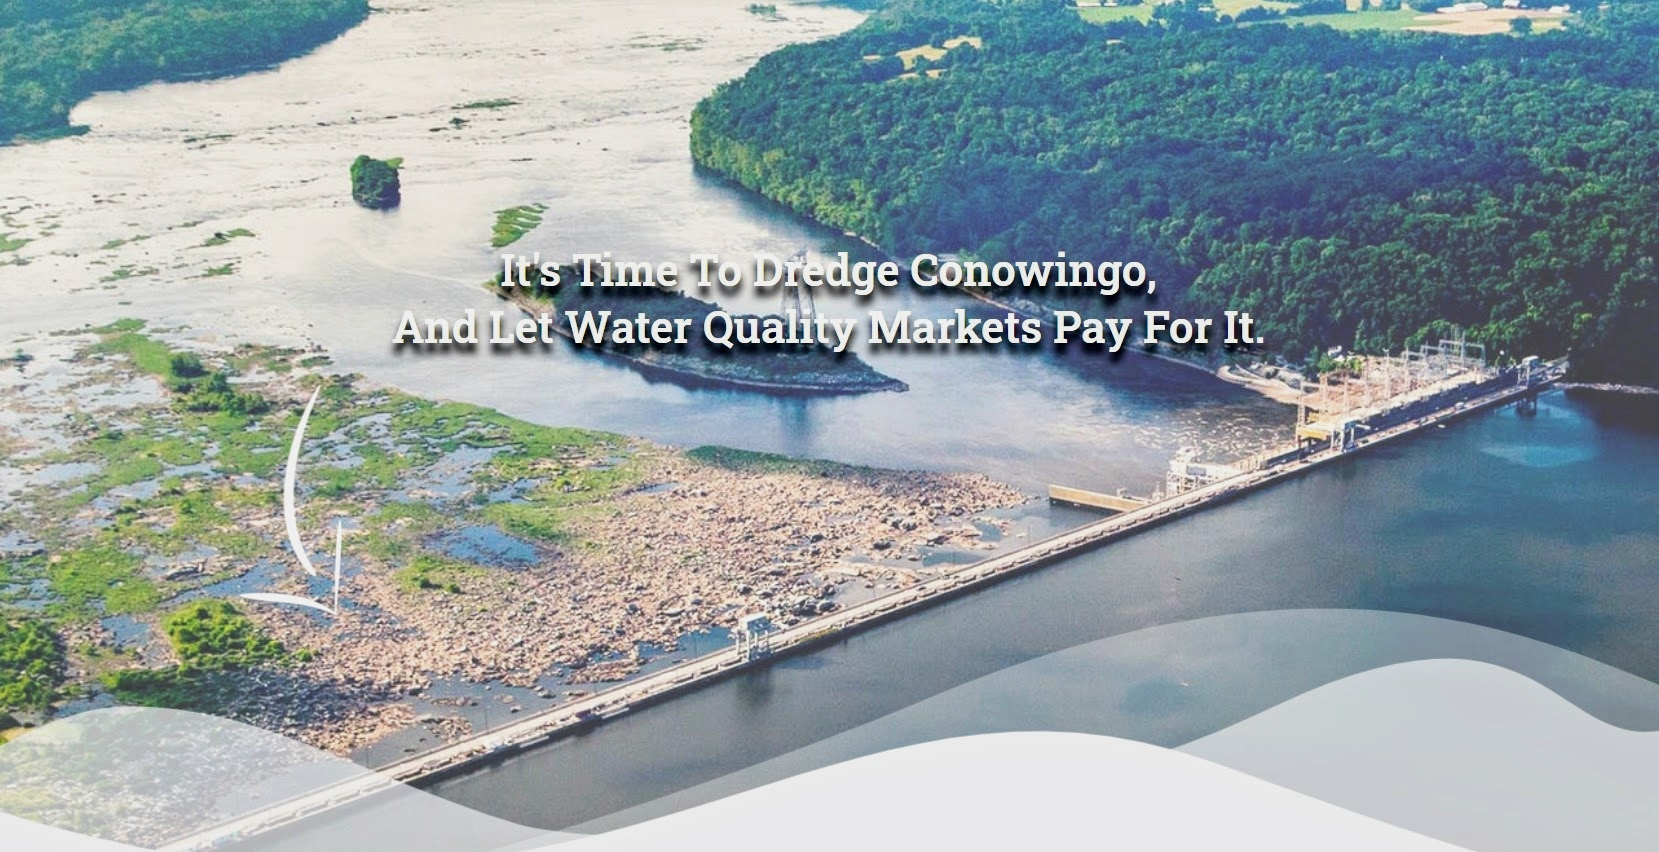 It's Time To Dredge Conowingo,
And Let Water Quality Markets Pay For It.